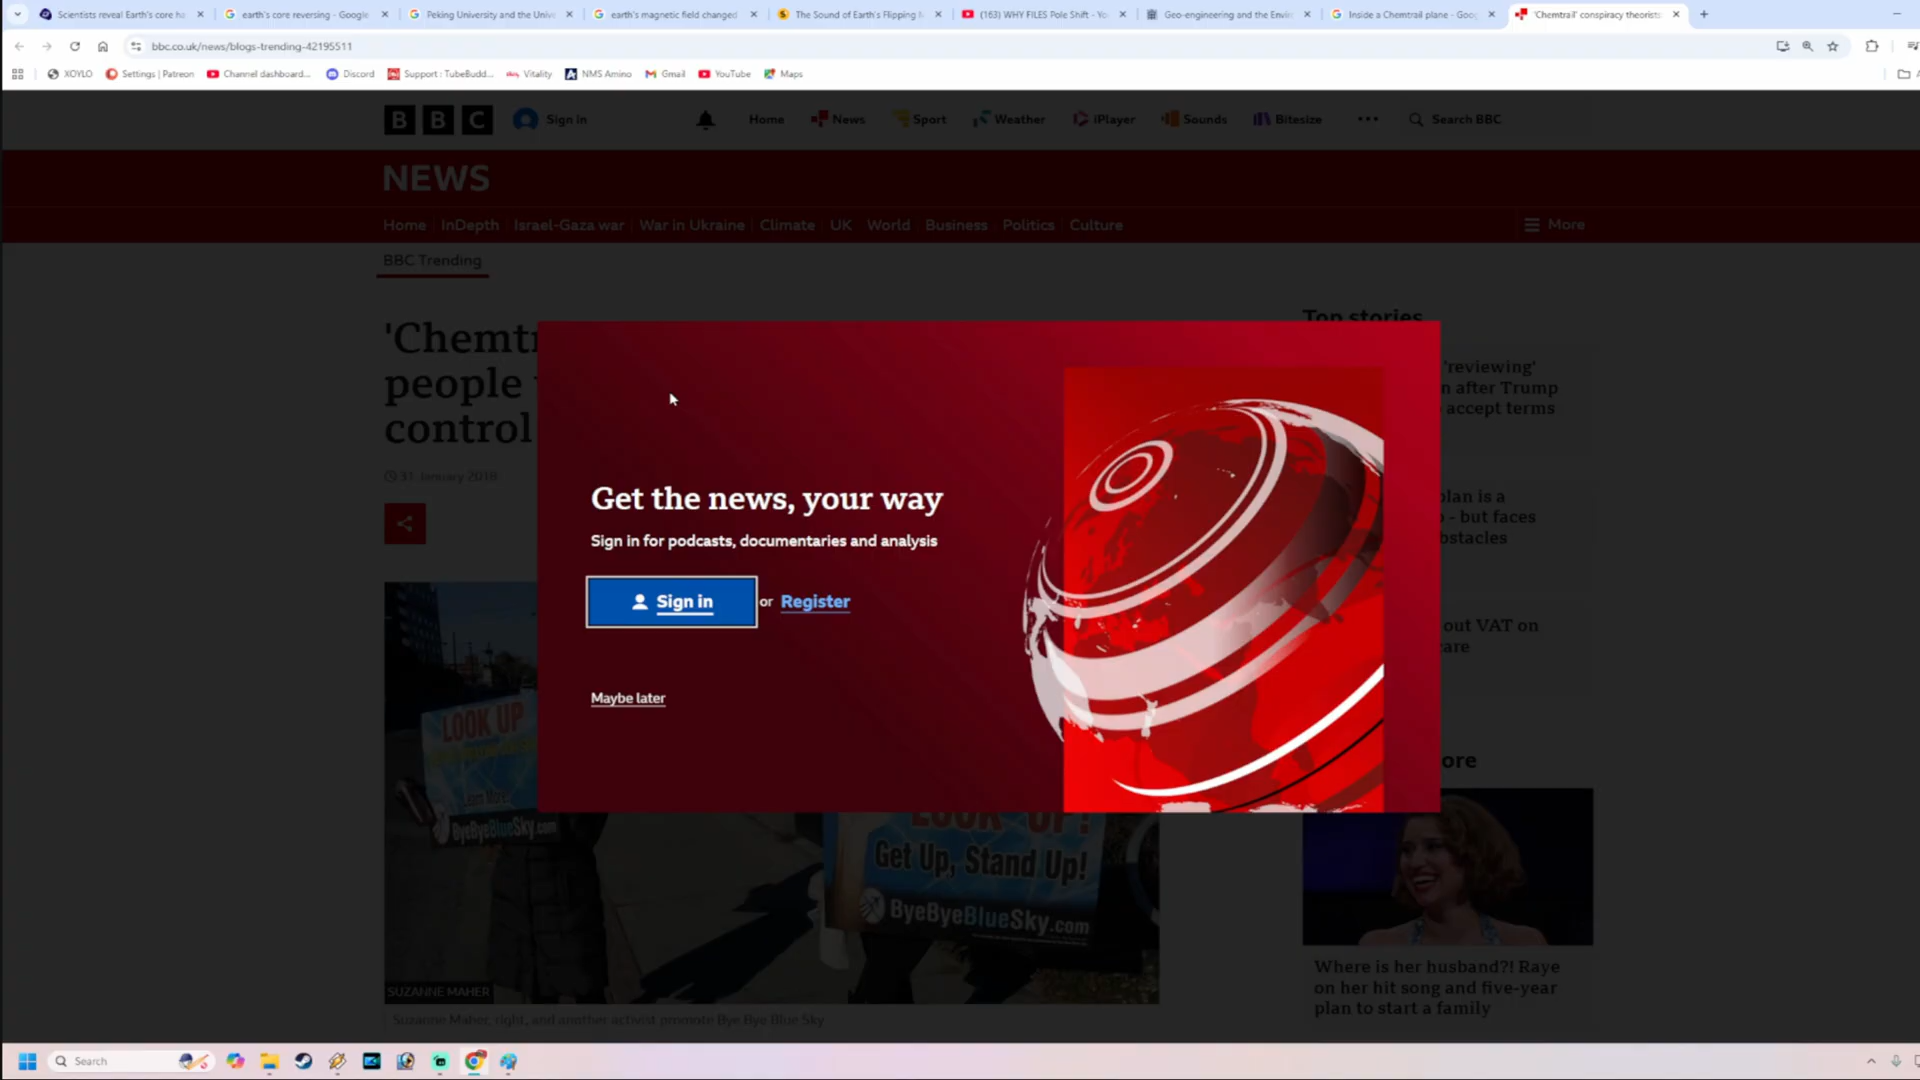 Scientists reveal Earth's core ha
earth's core reversing - Google
Peking University and the Unive
earth's magnetic field changed
The Sound of Earth's Flipping
(163) WHY FILES Pole Shift - Yo
Geo-engineering and the Envir
Inside a Chemtrail plane - Goog
'Chemtrail' conspiracy theorists:
bbc.co.uk/news/blogs-trending-42195511
XOYLO
Settings | Patreon
Channel dashboard...
Discord
Support : TubeBudd...
Vitality
NMS Amino
Gmail
YouTube
Maps
BBC
Sign in
Home
News
Sport
Weather
iPlayer
Sounds
Bitesize
Search BBC
NEWS
Home
InDepth
Israel-Gaza war
War in Ukraine
Climate
UK
World
Business
Politics
Culture
More
BBC Trending
'Chemtr
people
control
31 January 2018
Top stories
'reviewing'
n after Trump
accept terms
plan is a
- but faces
bstacles
out VAT on
care
ore
Get the news, your way
Sign in for podcasts, documentaries and analysis
Sign in or Register
Maybe later
LOOK UP
Learn More
ByeByeBlueSky.com
LOOK UP!
Get Up, Stand Up!
ByeByeBlueSky.com
SUZANNE MAHER
Suzanne Maher, right, and another activist promote Bye Bye Blue Sky
Where is her husband?! Raye
on her hit song and five-year
plan to start a family
Search